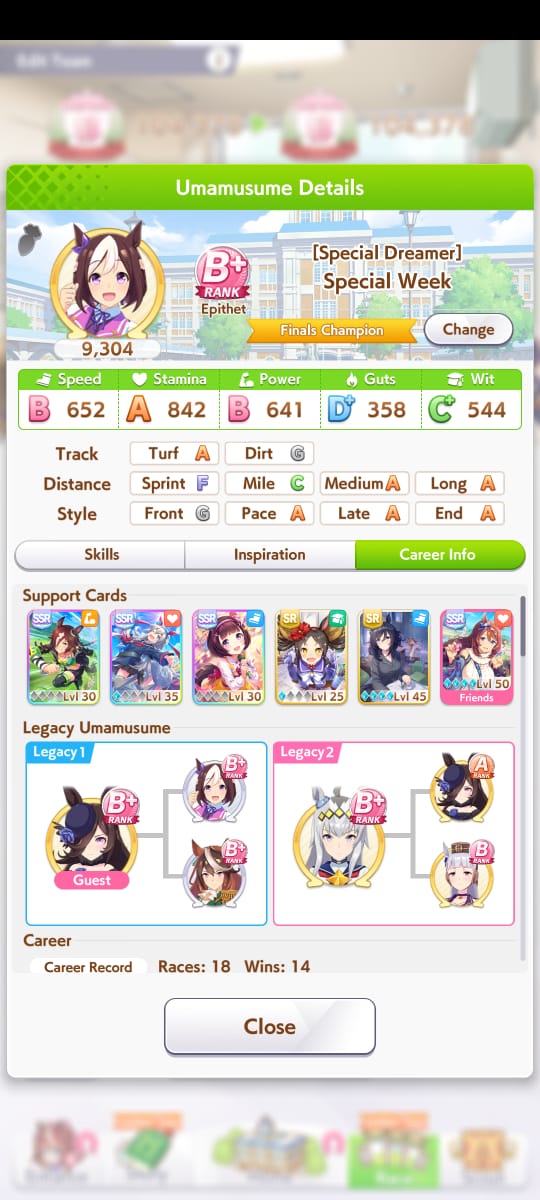 Edit Team
Umamusume Details
B+
RANK
Epithet
[Special Dreamer]
Special Week
Finals Champion
Change
9,304
Speed
Stamina
Power
Guts
Wit
B 652
A 842
B 641
D+ 358
C+ 544
Track Turf A Dirt G
Distance Sprint F Mile C Medium A Long A
Style Front G Pace A Late A End A
Skills
Inspiration
Career Info
Support Cards
SSR
SSR
SSR
SR
SR
SSR
Lvl 30
Lvl 35
Lvl 30
Lvl 25
Lvl 45
Lvl 50
Friends
Legacy Umamusume
Legacy1
B+
RANK
Guest
B+
RANK
B+
RANK
Legacy2
B+
RANK
A
RANK
B
RANK
Career
Career Record Races: 18 Wins: 14
Close